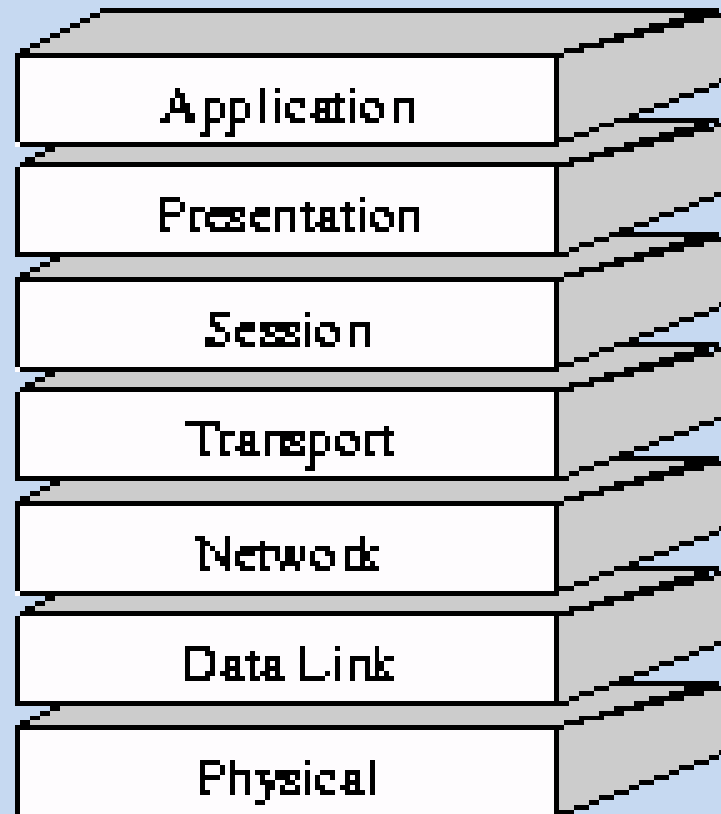 Application
Presentation
Session
Transport
Network
Data Link
Physical